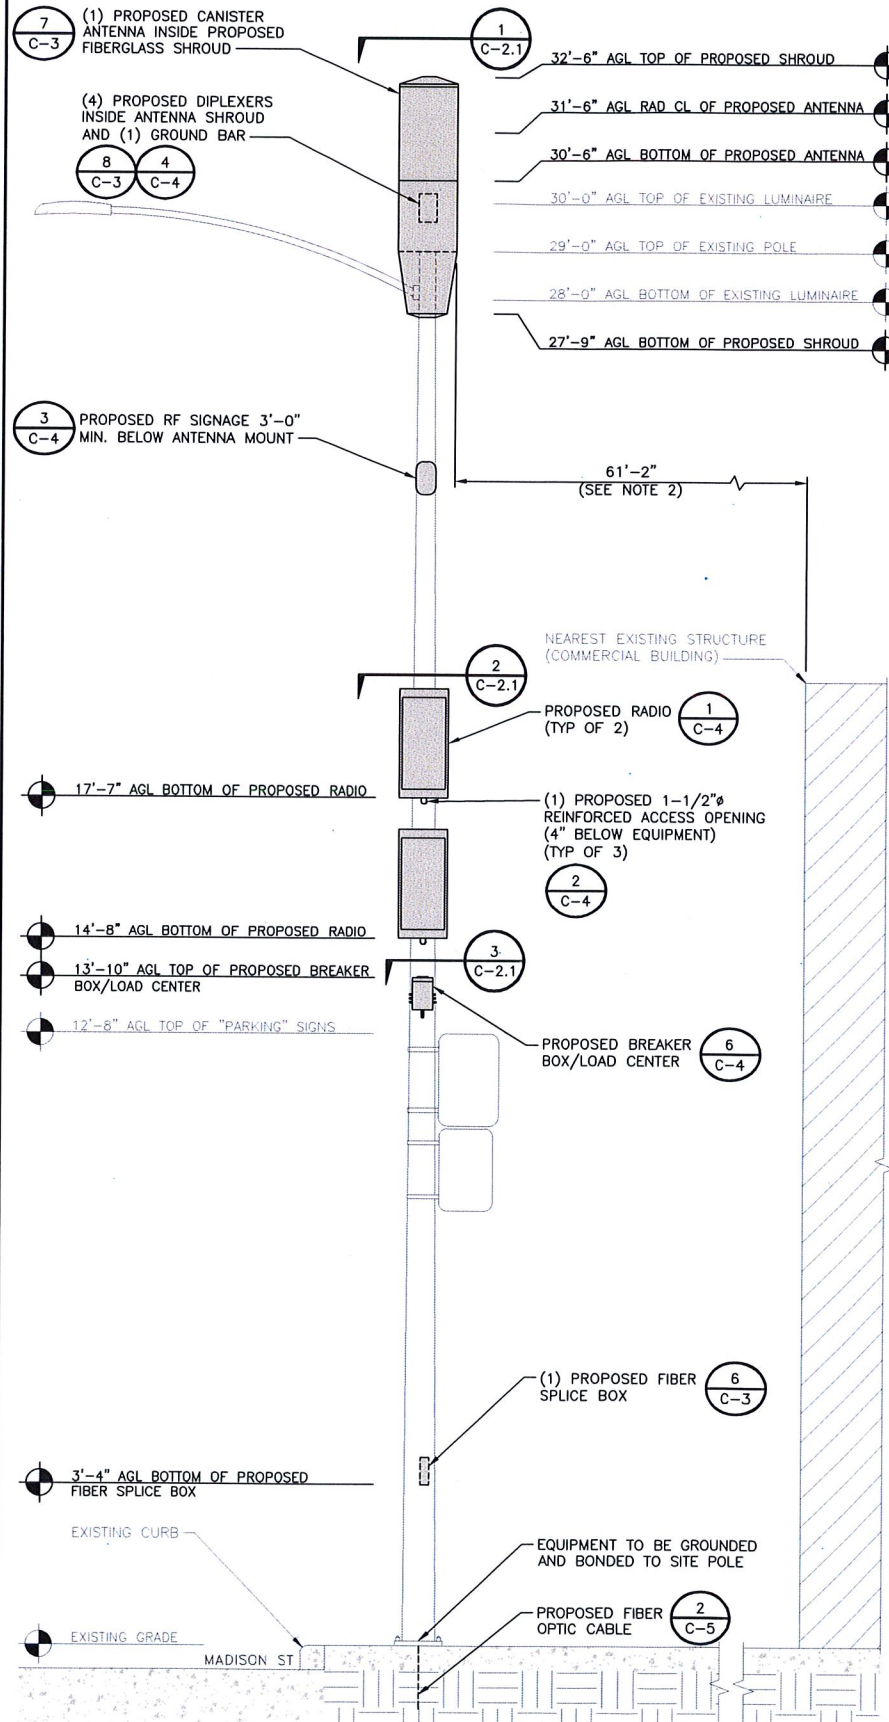 7
C-3
(1) PROPOSED CANISTER
ANTENNA INSIDE PROPOSED
FIBERGLASS SHROUD
1
C-2.1
32'-6" AGL TOP OF PROPOSED SHROUD
31'-6" AGL RAD CL OF PROPOSED ANTENNA
30'-6" AGL BOTTOM OF PROPOSED ANTENNA
30'-0" AGL TOP OF EXISTING LUMINAIRE
29'-0" AGL TOP OF EXISTING POLE
28'-0" AGL BOTTOM OF EXISTING LUMINAIRE
27'-9" AGL BOTTOM OF PROPOSED SHROUD
(4) PROPOSED DIPLEXERS
INSIDE ANTENNA SHROUD
AND (1) GROUND BAR
8
C-3
4
C-4
3
C-4
PROPOSED RF SIGNAGE 3'-0"
MIN. BELOW ANTENNA MOUNT
61'-2"
(SEE NOTE 2)
NEAREST EXISTING STRUCTURE
(COMMERCIAL BUILDING)
2
C-2.1
PROPOSED RADIO
(TYP OF 2)
1
C-4
17'-7" AGL BOTTOM OF PROPOSED RADIO
(1) PROPOSED 1-1/2"ø
REINFORCED ACCESS OPENING
(4" BELOW EQUIPMENT)
(TYP OF 3)
2
C-4
14'-8" AGL BOTTOM OF PROPOSED RADIO
13'-10" AGL TOP OF PROPOSED BREAKER
BOX/LOAD CENTER
3
C-2.1
12'-8" AGL TOP OF "PARKING" SIGNS
PROPOSED BREAKER
BOX/LOAD CENTER
6
C-4
(1) PROPOSED FIBER
SPLICE BOX
6
C-3
3'-4" AGL BOTTOM OF PROPOSED
FIBER SPLICE BOX
EXISTING CURB
EQUIPMENT TO BE GROUNDED
AND BONDED TO SITE POLE
PROPOSED FIBER
OPTIC CABLE
2
C-5
EXISTING GRADE
MADISON ST